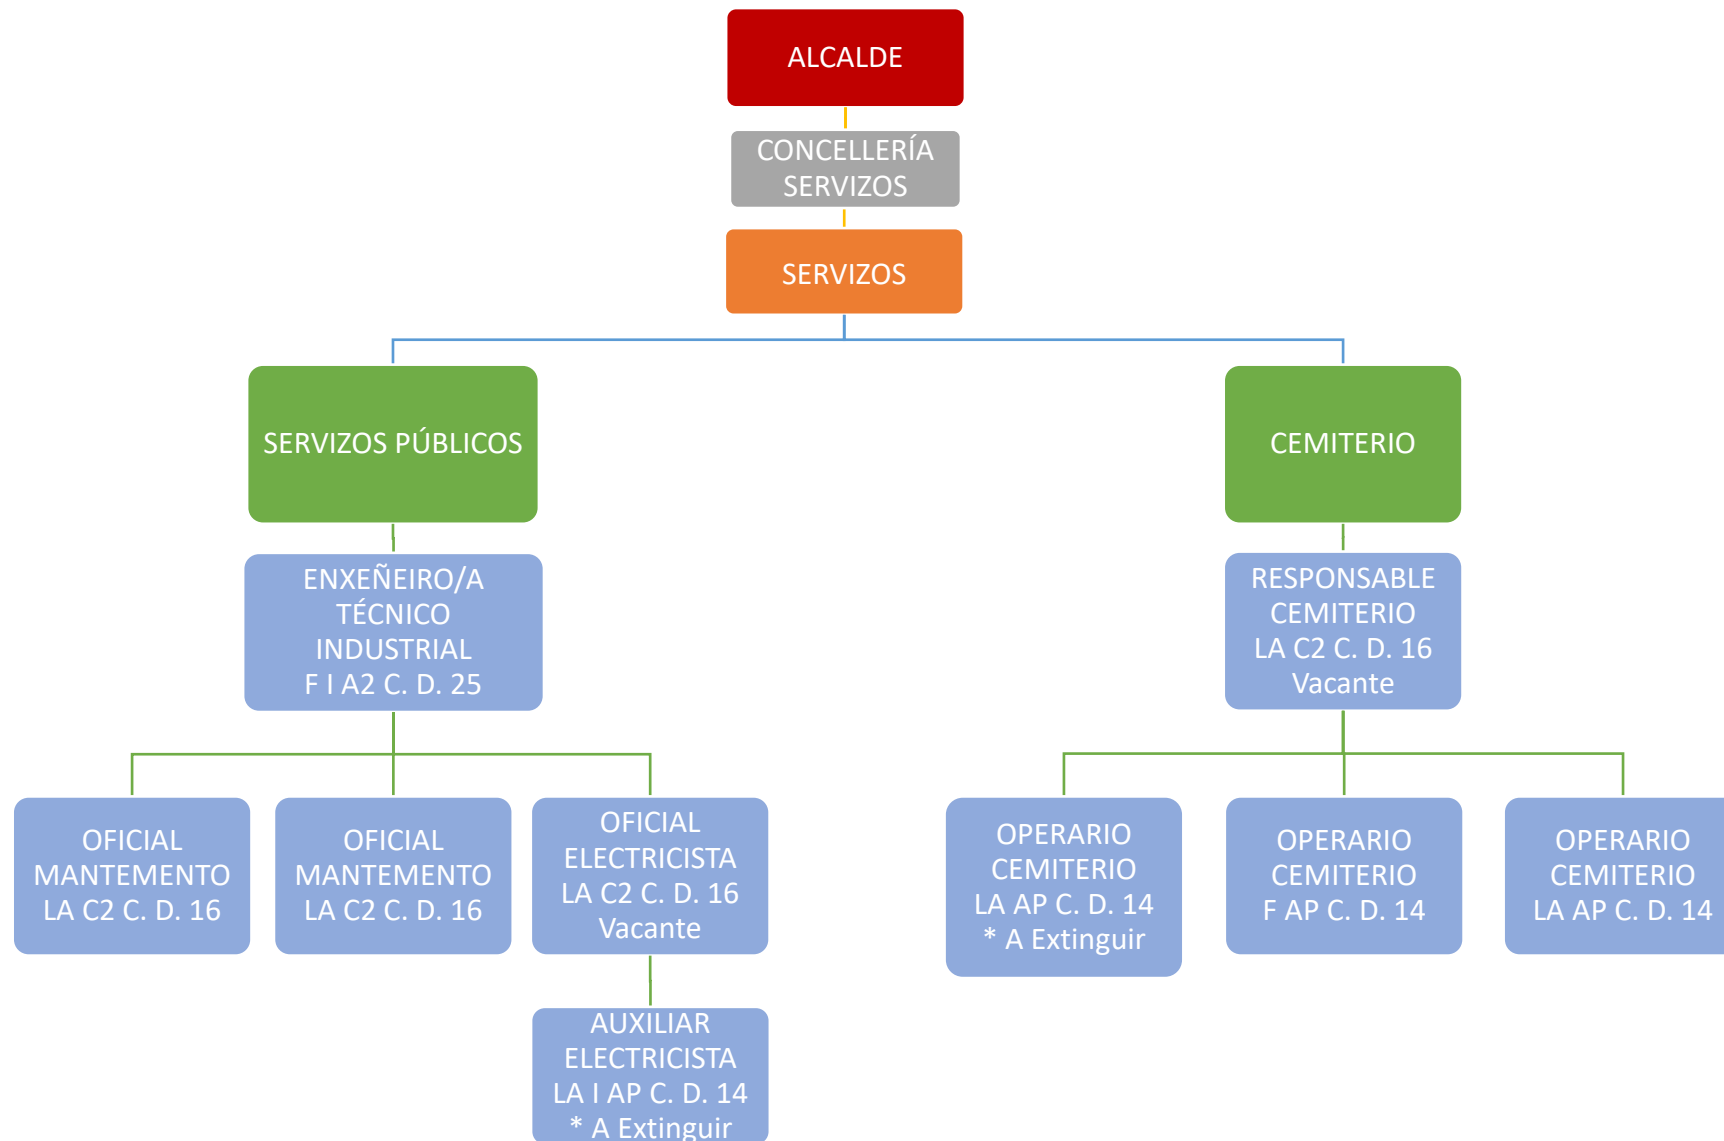 ALCALDE
CONCELLERÍA
SERVIZOS
SERVIZOS
SERVIZOS PÚBLICOS
CEMITERIO
ENXEÑEIRO/A
TÉCNICO
INDUSTRIAL
F I A2 C. D. 25
RESPONSABLE
CEMITERIO
LA C2 C. D. 16
Vacante
OFICIAL
MANTEMENTO
LA C2 C. D. 16
OFICIAL
MANTEMENTO
LA C2 C. D. 16
OFICIAL
ELECTRICISTA
LA C2 C. D. 16
Vacante
OPERARIO
CEMITERIO
LA AP C. D. 14
* A Extinguir
OPERARIO
CEMITERIO
F AP C. D. 14
OPERARIO
CEMITERIO
LA AP C. D. 14
AUXILIAR
ELECTRICISTA
LA I AP C. D. 14
* A Extinguir